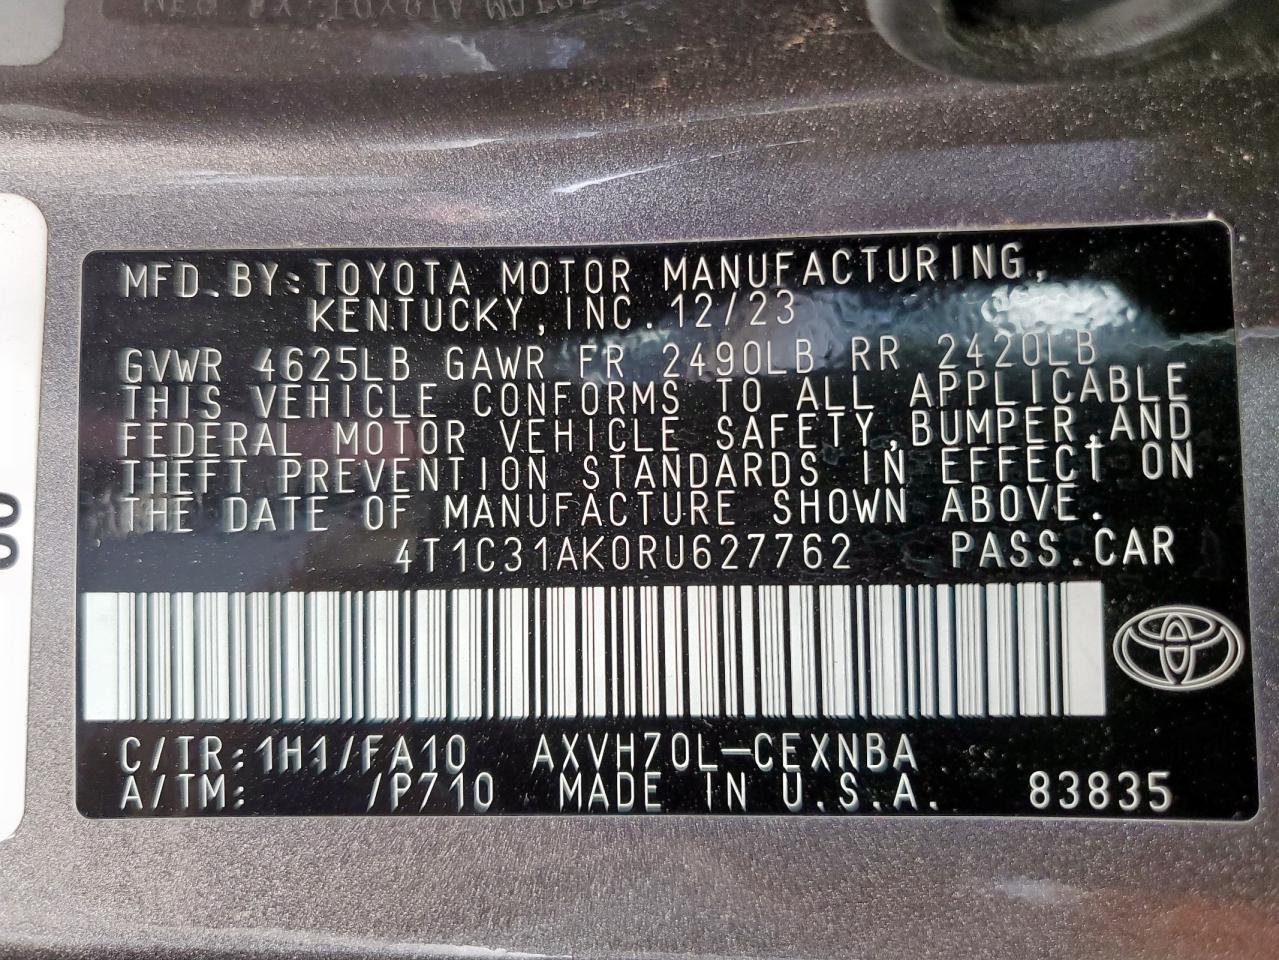 MFD.BY:TOYOTA MOTOR MANUFACTURING,
KENTUCKY,INC. 12/23
GVWR 4625LB GAWR FR 2490LB RR 2420LB
THIS VEHICLE CONFORMS TO ALL APPLICABLE
FEDERAL MOTOR VEHICLE SAFETY,BUMPER,AND
THEFT PREVENTION STANDARDS IN EFFECT ON
THE DATE OF MANUFACTURE SHOWN ABOVE.
4T1C31AK0RU627762 PASS.CAR
C/TR:1H1/FA10 AXVH70L-CEXNBA
A/TM: /P710 MADE IN U.S.A. 83835